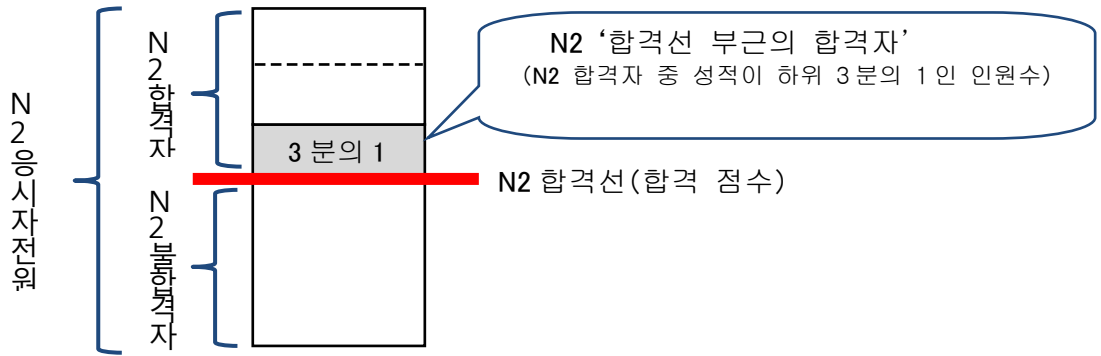 N2응시자전원
N2합격자
N2불합격자
3분의 1
N2 ‘합격선 부근의 합격자’
(N2 합격자 중 성적이 하위 3분의 1인 인원수)
N2 합격선(합격 점수)